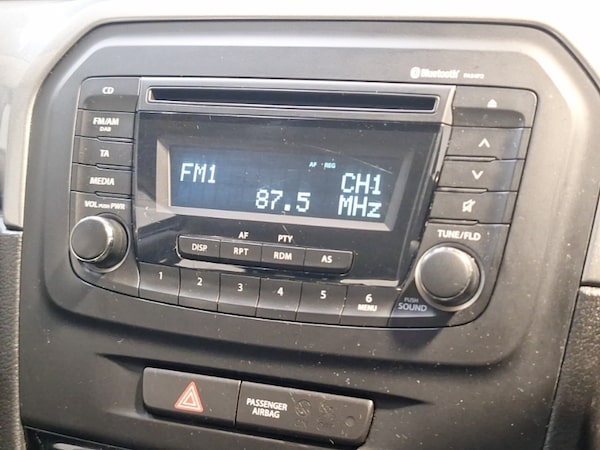 Bluetooth
CD
FM/AM
DAB
TA
MEDIA
VOL PUSH PWR
FM1
AF REG
CH1
87.5 MHz
TUNE/FLD
AF
PTY
DISP
RPT
RDM
AS
1
2
3
4
5
6
MENU
PUSH
SOUND
PASSENGER
AIRBAG